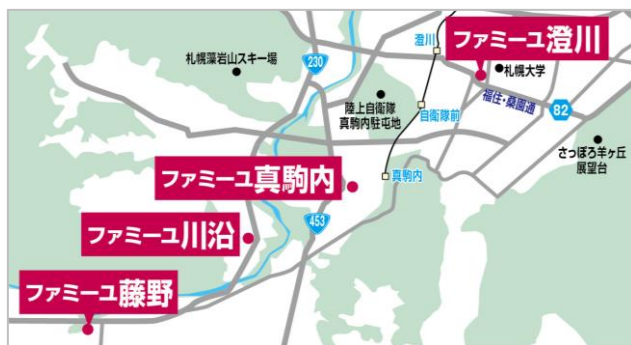 澄川
ファミーユ澄川
札幌藻岩山スキー場
230
札幌大学
陸上自衛隊
真駒内駐屯地
自衛隊前
福住・桑園通
82
さっぽろ羊ヶ丘
展望台
真駒内
ファミーユ真駒内
453
ファミーユ川沿
ファミーユ藤野